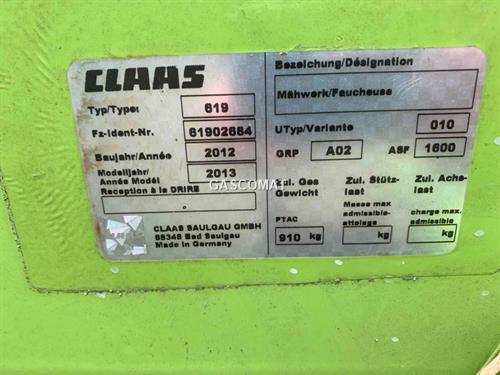 CLAAS
Typ/Type: 619
Fz-Ident-Nr. 61902684
Baujahr/Année 2012
Modelljahr/
Année Model 2013
Reception à la DRIRE
CLAAS SAULGAU GMBH
88348 Bad Saulgau
Made in Germany
Bezeichung/Désignation
Mähwerk/Faucheuse
UTyp/Variante 010
GRP A02 ASF 1600
Zul. Ges Zul. Stütz- Zul. Achs-
Gewicht last last
PTAC Masse max admissible- attelage charge max. admissible
910 kg kg kg
GASCOMAT
CLAAS